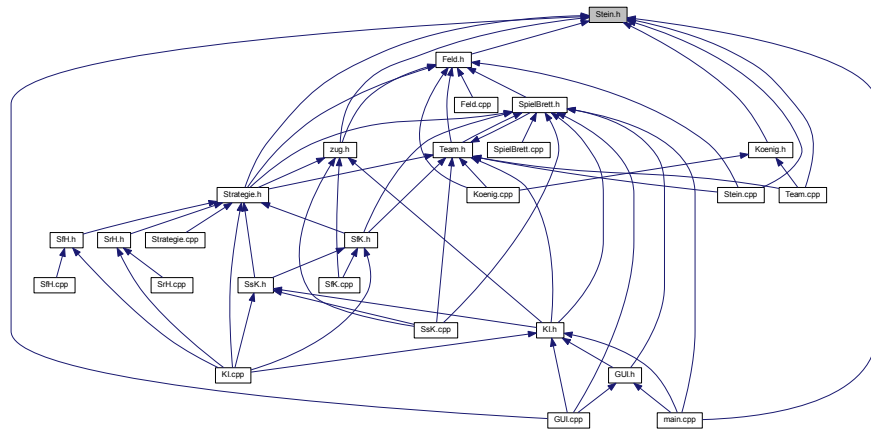 Stein.h
Feld.h
Feld.cpp
SpielBrett.h
zug.h
Team.h
SpielBrett.cpp
Koenig.h
Strategie.h
Koenig.cpp
Stein.cpp
Team.cpp
SfH.h
SrH.h
Strategie.cpp
SfK.h
SfH.cpp
SrH.cpp
SsK.h
SfK.cpp
SsK.cpp
KI.h
KI.cpp
GUI.h
GUI.cpp
main.cpp